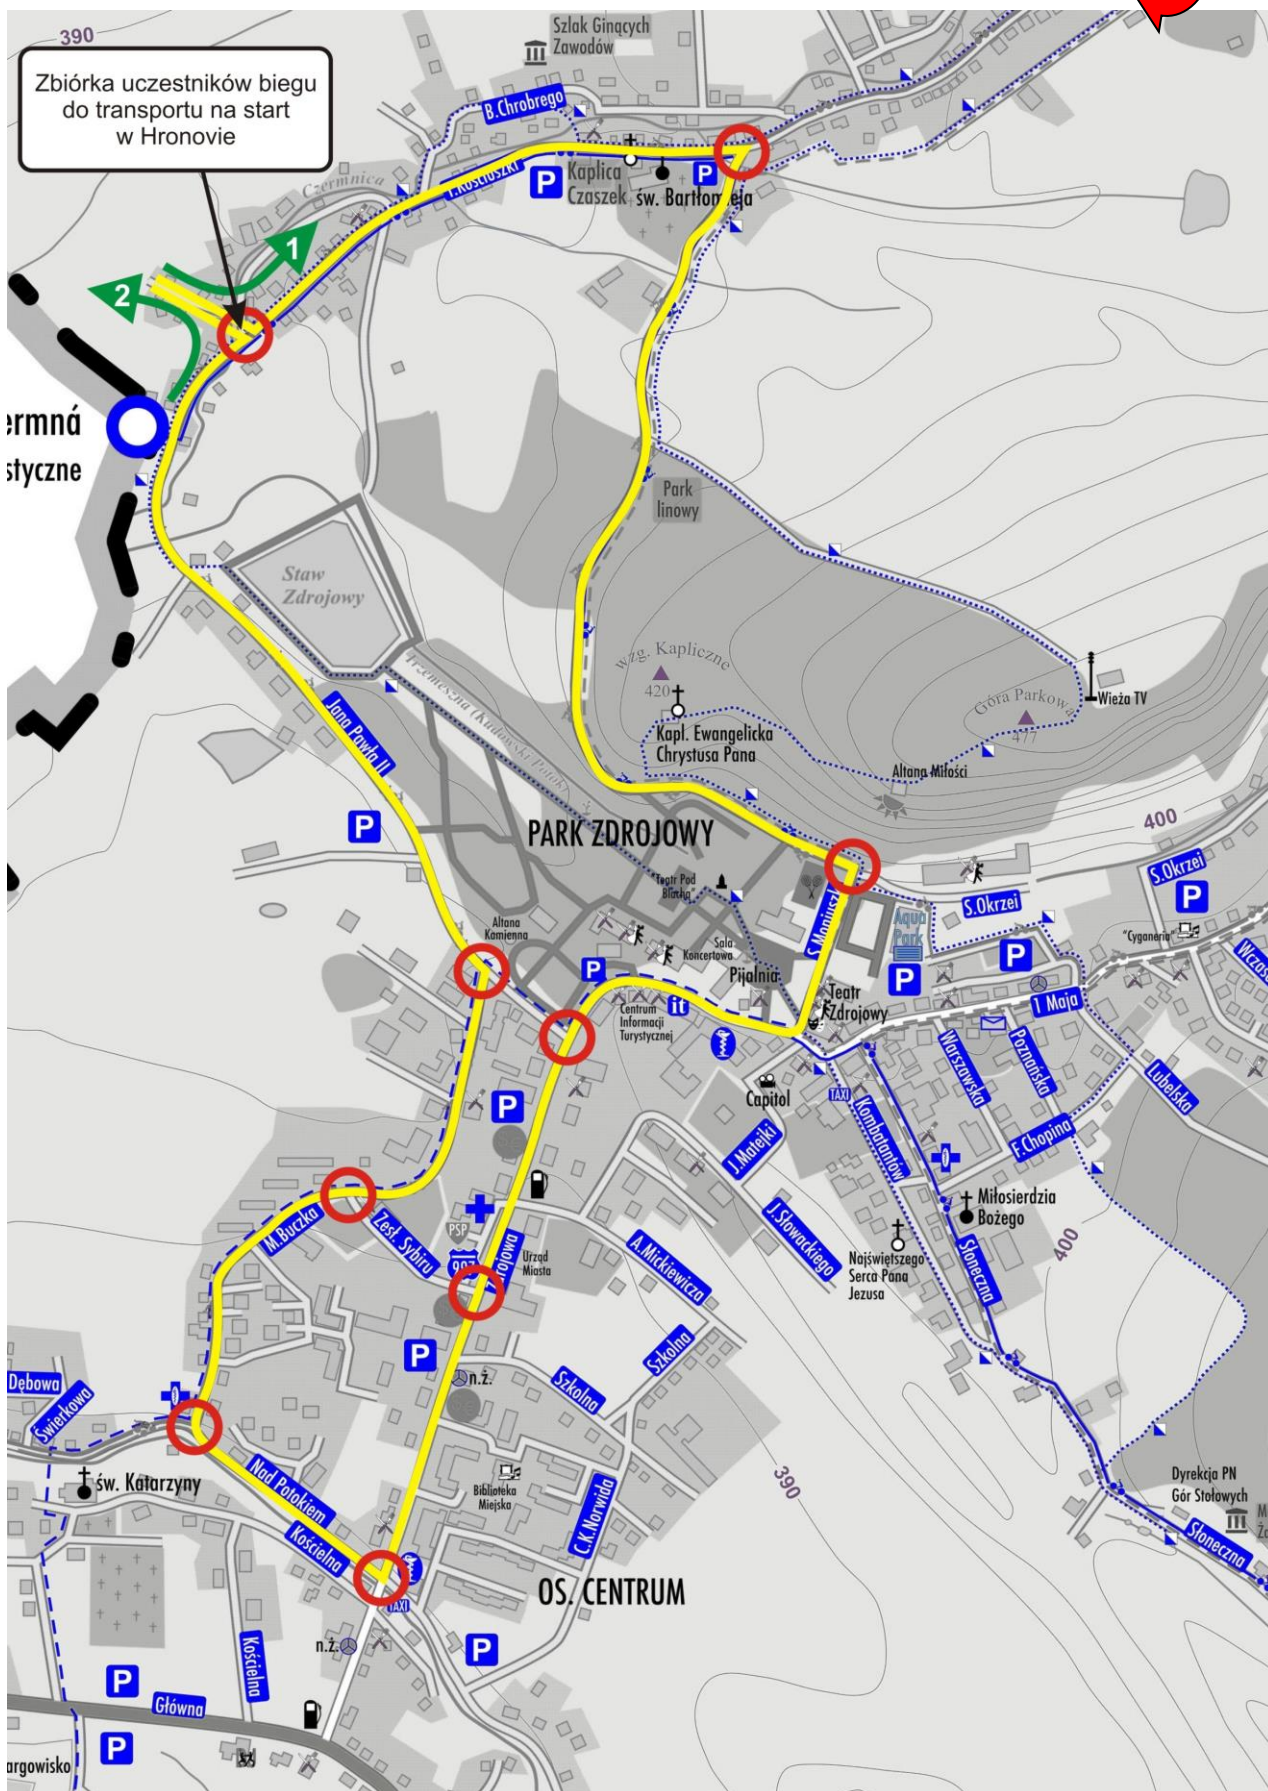 390
Szlak Ginących
Zawodów
Zbiórka uczestników biegu
do transportu na start
w Hronovie
B.Chrobrego
Czermnica
T.Kościuszki
P
Kaplica
Czaszek
św. Bartłomieja
P
1
2
ermná
styczne
Park
linowy
Staw
Zdrojowy
wzg. Kapliczne
420
Trzemeszna (Kudowski Potok)
Góra Parkowa
477
Wieża TV
Kapl. Ewangelicka
Chrystusa Pana
Jana Pawła II
Altana Miłości
400
P
PARK ZDROJOWY
"Teatr Pod
Blachą"
S.Moniuszki
S.Okrzei
S.Okrzei
P
Aqua
Park
Altana
Kamienna
Sala
Koncertowa
"Cyganeria"
P
P
Pijalnia
P
it
Teatr
Zdrojowy
1 Maja
Centrum
Informacji
Turystycznej
Warszawska
Poznańska
Lubelska
Capitol
TAXI
Kombatantów
P
J.Matejki
F.Chopina
Miłosierdzia
Bożego
M.Buczka
Zesł. Sybiru
PSP
J.Słowackiego
A.Mickiewicza
Urząd
Miasta
Najświętszego
Serca Pana
Jezusa
Słoneczna
400
P
n.ż.
Szkolna
Szkolna
Dębowa
Świerkowa
św. Katarzyny
Nad Potokiem
Kościelna
Biblioteka
Miejska
C.K.Norwida
390
Dyrekcja PN
Gór Stołowych
Słoneczna
OS. CENTRUM
TAXI
n.ż.
P
Kościelna
P
Główna
P
argowisko